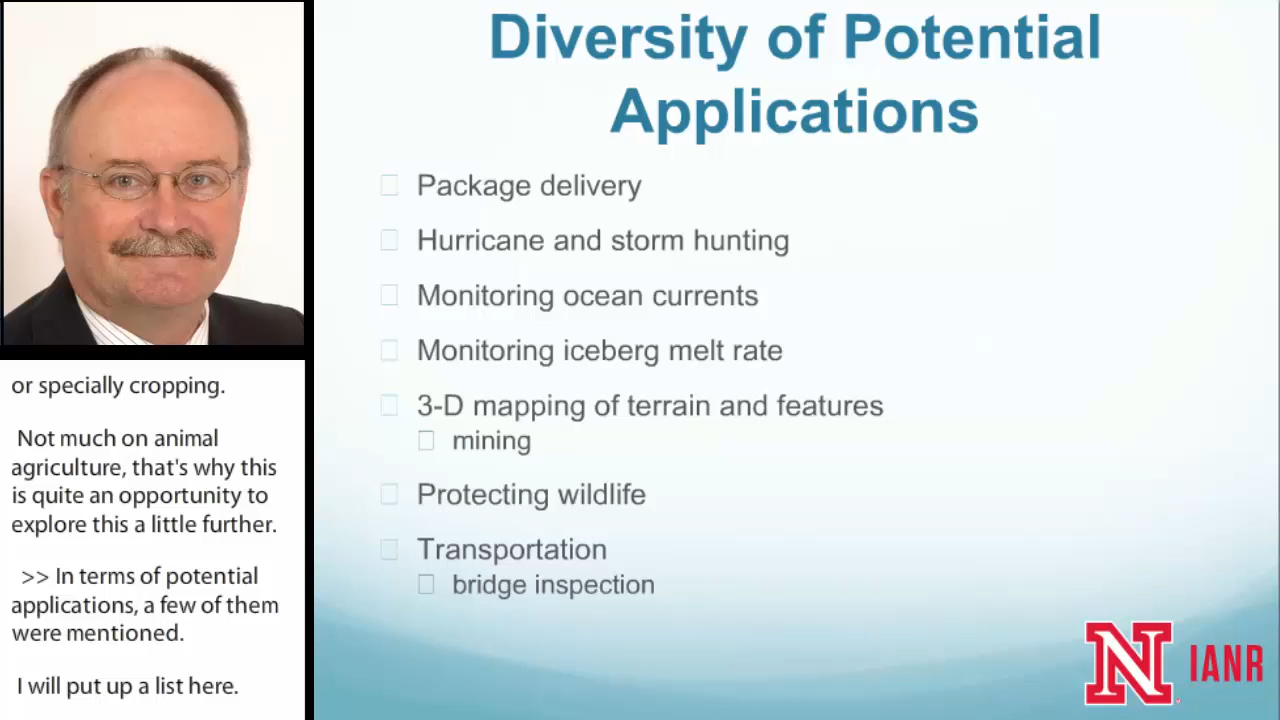 Diversity of Potential
Applications
Package delivery
Hurricane and storm hunting
Monitoring ocean currents
Monitoring iceberg melt rate
3-D mapping of terrain and features
mining
Protecting wildlife
Transportation
bridge inspection
or specially cropping.
Not much on animal
agriculture, that's why this
is quite an opportunity to
explore this a little further.
>> In terms of potential
applications, a few of them
were mentioned.
I will put up a list here.
N IANR